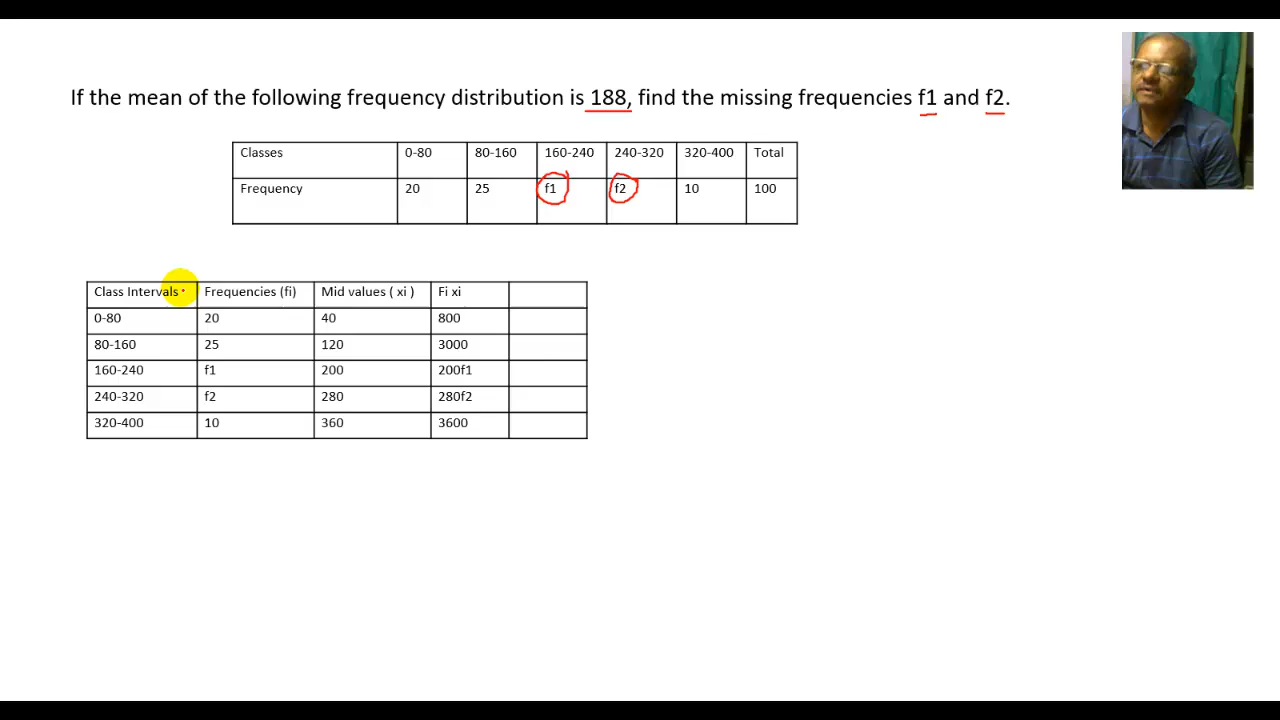 If the mean of the following frequency distribution is 188, find the missing frequencies f1 and f2.
Classes 0-80 80-160 160-240 240-320 320-400 Total
Frequency 20 25 f1 f2 10 100
Class Intervals Frequencies (fi) Mid values ( xi ) Fi xi
0-80 20 40 800
80-160 25 120 3000
160-240 f1 200 200f1
240-320 f2 280 280f2
320-400 10 360 3600